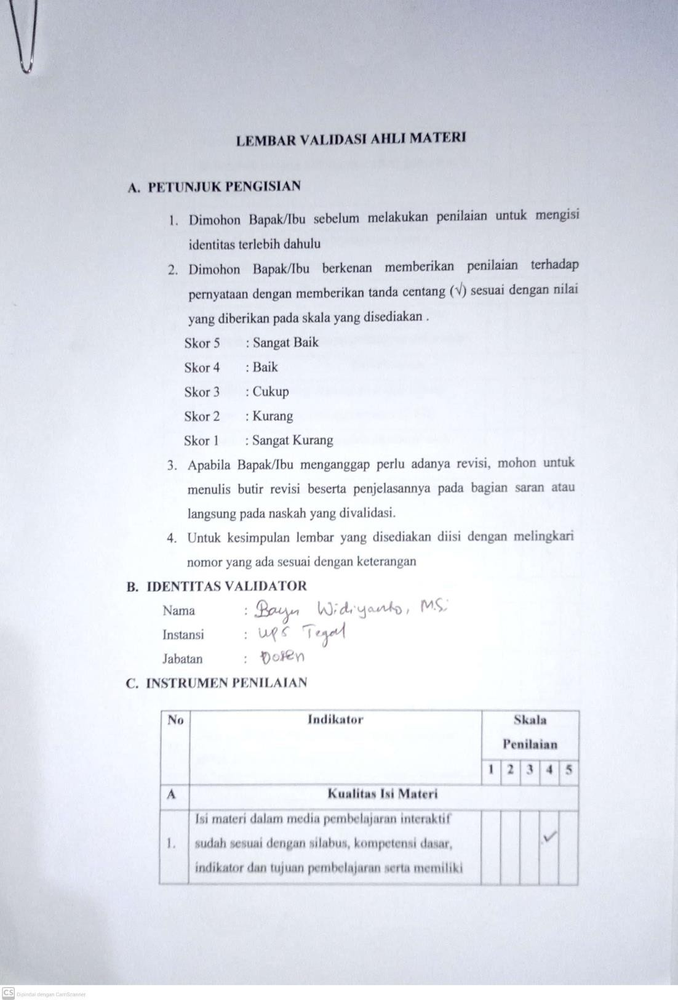 LEMBAR VALIDASI AHLI MATERI
A. PETUNJUK PENGISIAN
1. Dimohon Bapak/Ibu sebelum melakukan penilaian untuk mengisi
identitas terlebih dahulu
2. Dimohon Bapak/Ibu berkenan memberikan penilaian terhadap
pernyataan dengan memberikan tanda centang (√) sesuai dengan nilai
yang diberikan pada skala yang disediakan .
Skor 5 : Sangat Baik
Skor 4 : Baik
Skor 3 : Cukup
Skor 2 : Kurang
Skor 1 : Sangat Kurang
3. Apabila Bapak/Ibu menganggap perlu adanya revisi, mohon untuk
menulis butir revisi beserta penjelasannya pada bagian saran atau
langsung pada naskah yang divalidasi.
4. Untuk kesimpulan lembar yang disediakan diisi dengan melingkari
nomor yang ada sesuai dengan keterangan
B. IDENTITAS VALIDATOR
Nama : Bayu Widiyanto, M.Si
Instansi : UPS Tegal
Jabatan : Dosen
C. INSTRUMEN PENILAIAN
No Indikator Skala
Penilaian
1 2 3 4 5
A Kualitas Isi Materi
Isi materi dalam media pembelajaran interaktif
1. sudah sesuai dengan silabus, kompetensi dasar, ✓
indikator dan tujuan pembelajaran serta memiliki
CS Dipindai dengan CamScanner